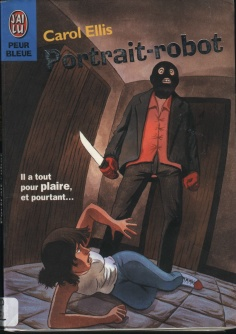 J'AI
LU
PEUR
BLEUE
Carol Ellis
Portrait-robot
Il a tout
pour plaire,
et pourtant...